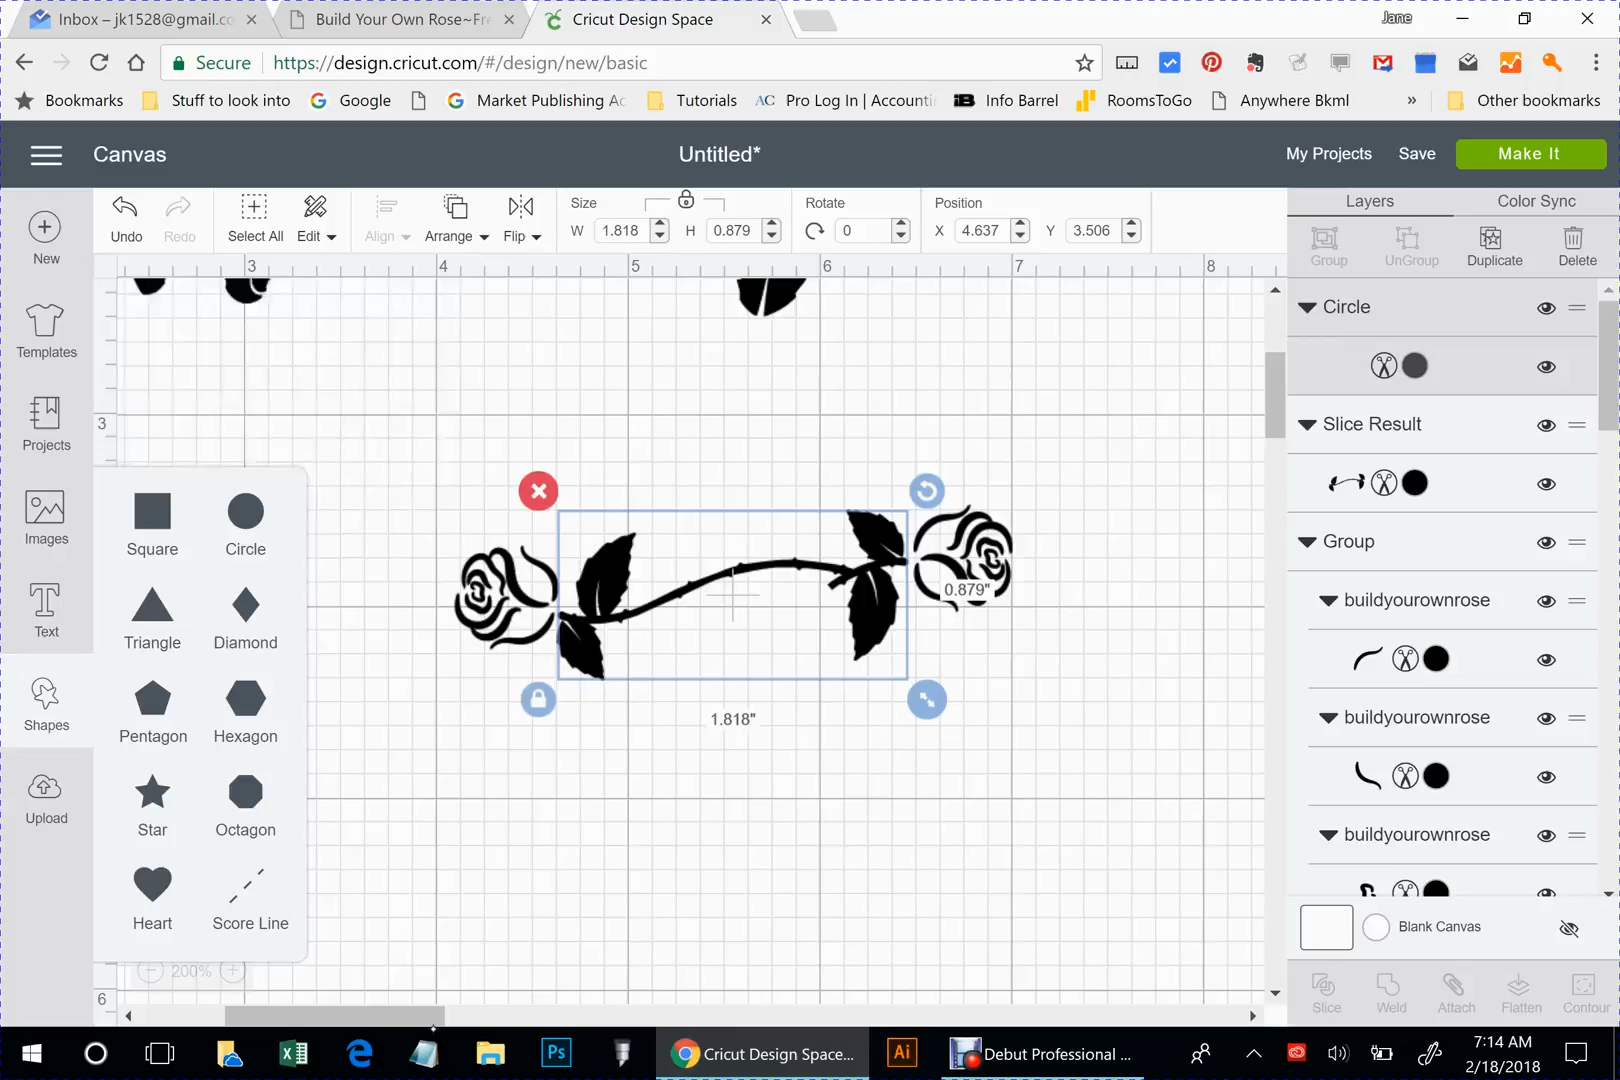 Inbox – jk1528@gmail.co
Build Your Own Rose~Fre
Cricut Design Space
Jane
Secure
https://design.cricut.com/#/design/new/basic
Bookmarks
Stuff to look into
Google
Market Publishing Ac
Tutorials
AC Pro Log In | Accounti
iB Info Barrel
RoomsToGo
Anywhere Bkml
»
Other bookmarks
Canvas
Untitled*
My Projects
Save
Make It
Undo
Redo
Select All
Edit
Align
Arrange
Flip
Size
W 1.818
H 0.879
Rotate
0
Position
X 4.637
Y 3.506
Layers
Color Sync
Group
UnGroup
Duplicate
Delete
New
Templates
Projects
Images
Text
Shapes
Upload
3
4
5
6
7
8
3
6
Square
Circle
Triangle
Diamond
Pentagon
Hexagon
Star
Octagon
Heart
Score Line
200%
0.879"
1.818"
Circle
Slice Result
Group
buildyourownrose
buildyourownrose
buildyourownrose
Blank Canvas
Slice
Weld
Attach
Flatten
Contour
Ps
Cricut Design Space...
Ai
Debut Professional ...
7:14 AM
2/18/2018